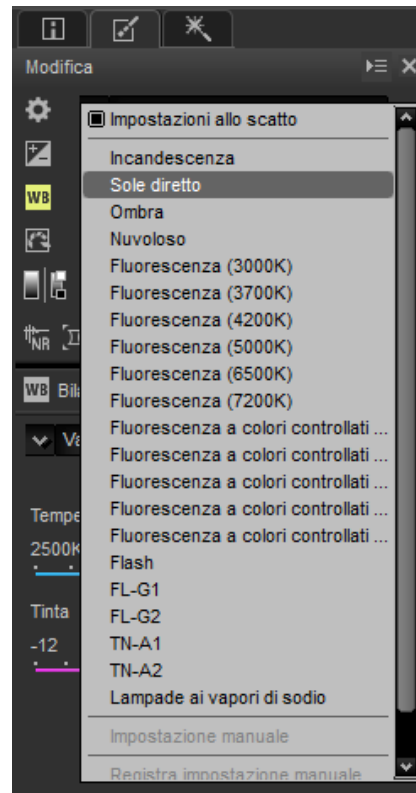 Modifica
Impostazioni allo scatto
Incandescenza
Sole diretto
WB
Ombra
Nuvoloso
Fluorescenza (3000K)
Fluorescenza (3700K)
Fluorescenza (4200K)
NR
Fluorescenza (5000K)
Fluorescenza (6500K)
WB
Fluorescenza (7200K)
Fluorescenza a colori controllati ...
Fluorescenza a colori controllati ...
Fluorescenza a colori controllati ...
Fluorescenza a colori controllati ...
Fluorescenza a colori controllati ...
2500K
Flash
FL-G1
Tinta
FL-G2
-12
TN-A1
TN-A2
Lampade ai vapori di sodio
Impostazione manuale
Registra impostazione manuale